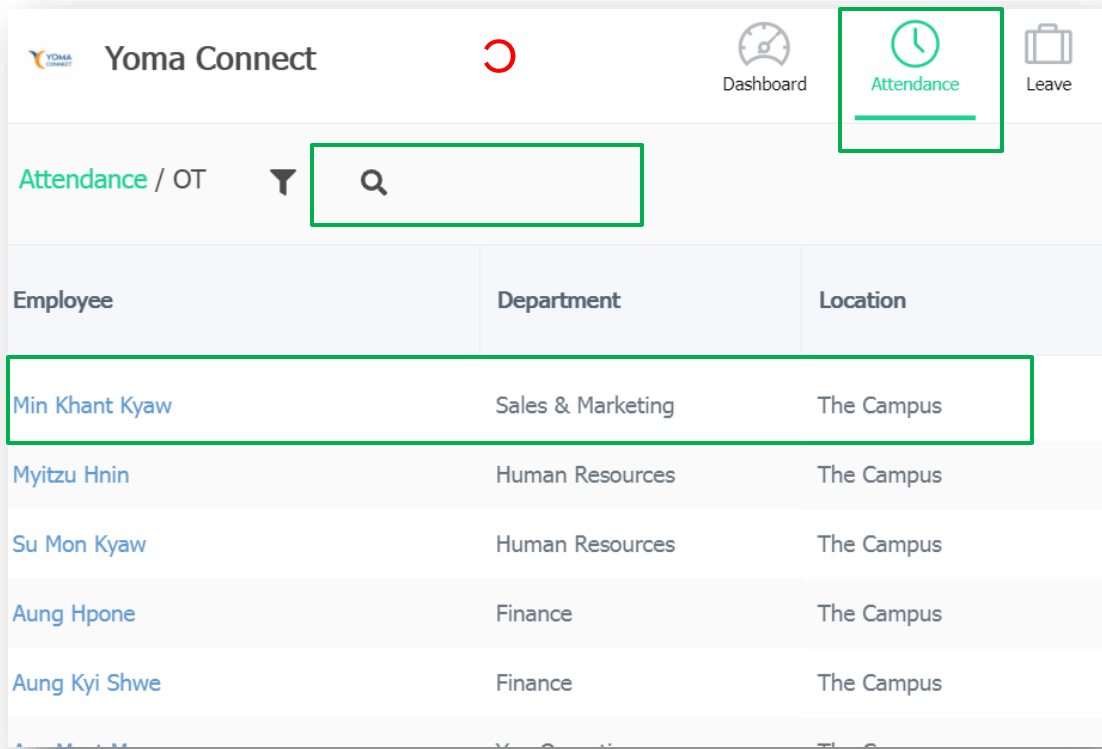 YOMA
CONNECT
Yoma Connect
Dashboard
Attendance
Leave
Attendance / OT
Employee Department Location
Min Khant Kyaw Sales & Marketing The Campus
Myitzu Hnin Human Resources The Campus
Su Mon Kyaw Human Resources The Campus
Aung Hpone Finance The Campus
Aung Kyi Shwe Finance The Campus